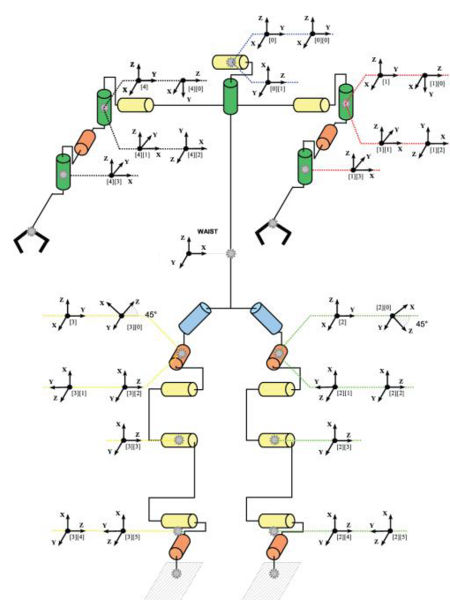 Z Y X [0] Z Y X [0][0]
Z Y X [4] Z X Y [4][0]
X Y Z [0][1]
Z Y X [1] Z X Y [1][0]
Z Y X [4][1] X Y Z [4][2]
Z Y X [1][1] X Y Z [1][2]
Z Y X [4][3]
Z Y X [1][3]
WAIST
Z X Y
Z Y X [3] X Z Y [3][0] 45°
Z Y X [2] [2][0] X Y Z 45°
X Y Z [3][1] X Z Y [3][2]
X Y Z [2][1] X Z Y [2][2]
X Z Y [3][3]
X Z Y [2][3]
X Z Y [3][4] X Y Z [3][5]
X Z Y [2][4] X Y Z [2][5]